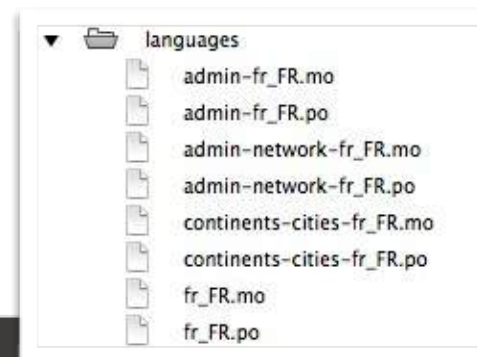 languages
admin-fr_FR.mo
admin-fr_FR.po
admin-network-fr_FR.mo
admin-network-fr_FR.po
continents-cities-fr_FR.mo
continents-cities-fr_FR.po
fr_FR.mo
fr_FR.po